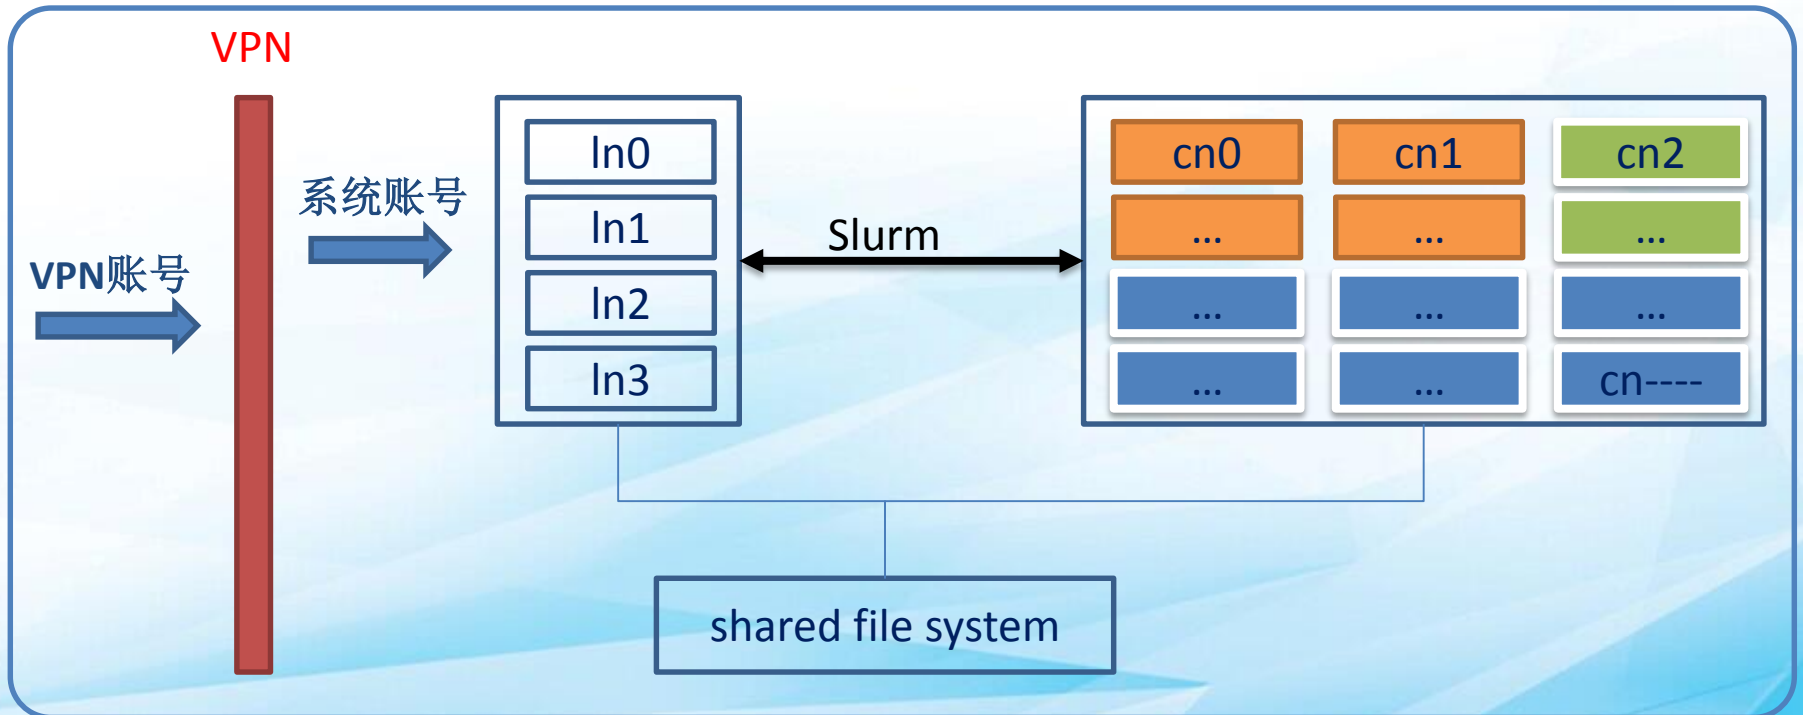 VPN
VPN账号
系统账号
ln0
ln1
ln2
ln3
Slurm
cn0 cn1 cn2
... ... ...
... ... ...
... ... cn----
shared file system